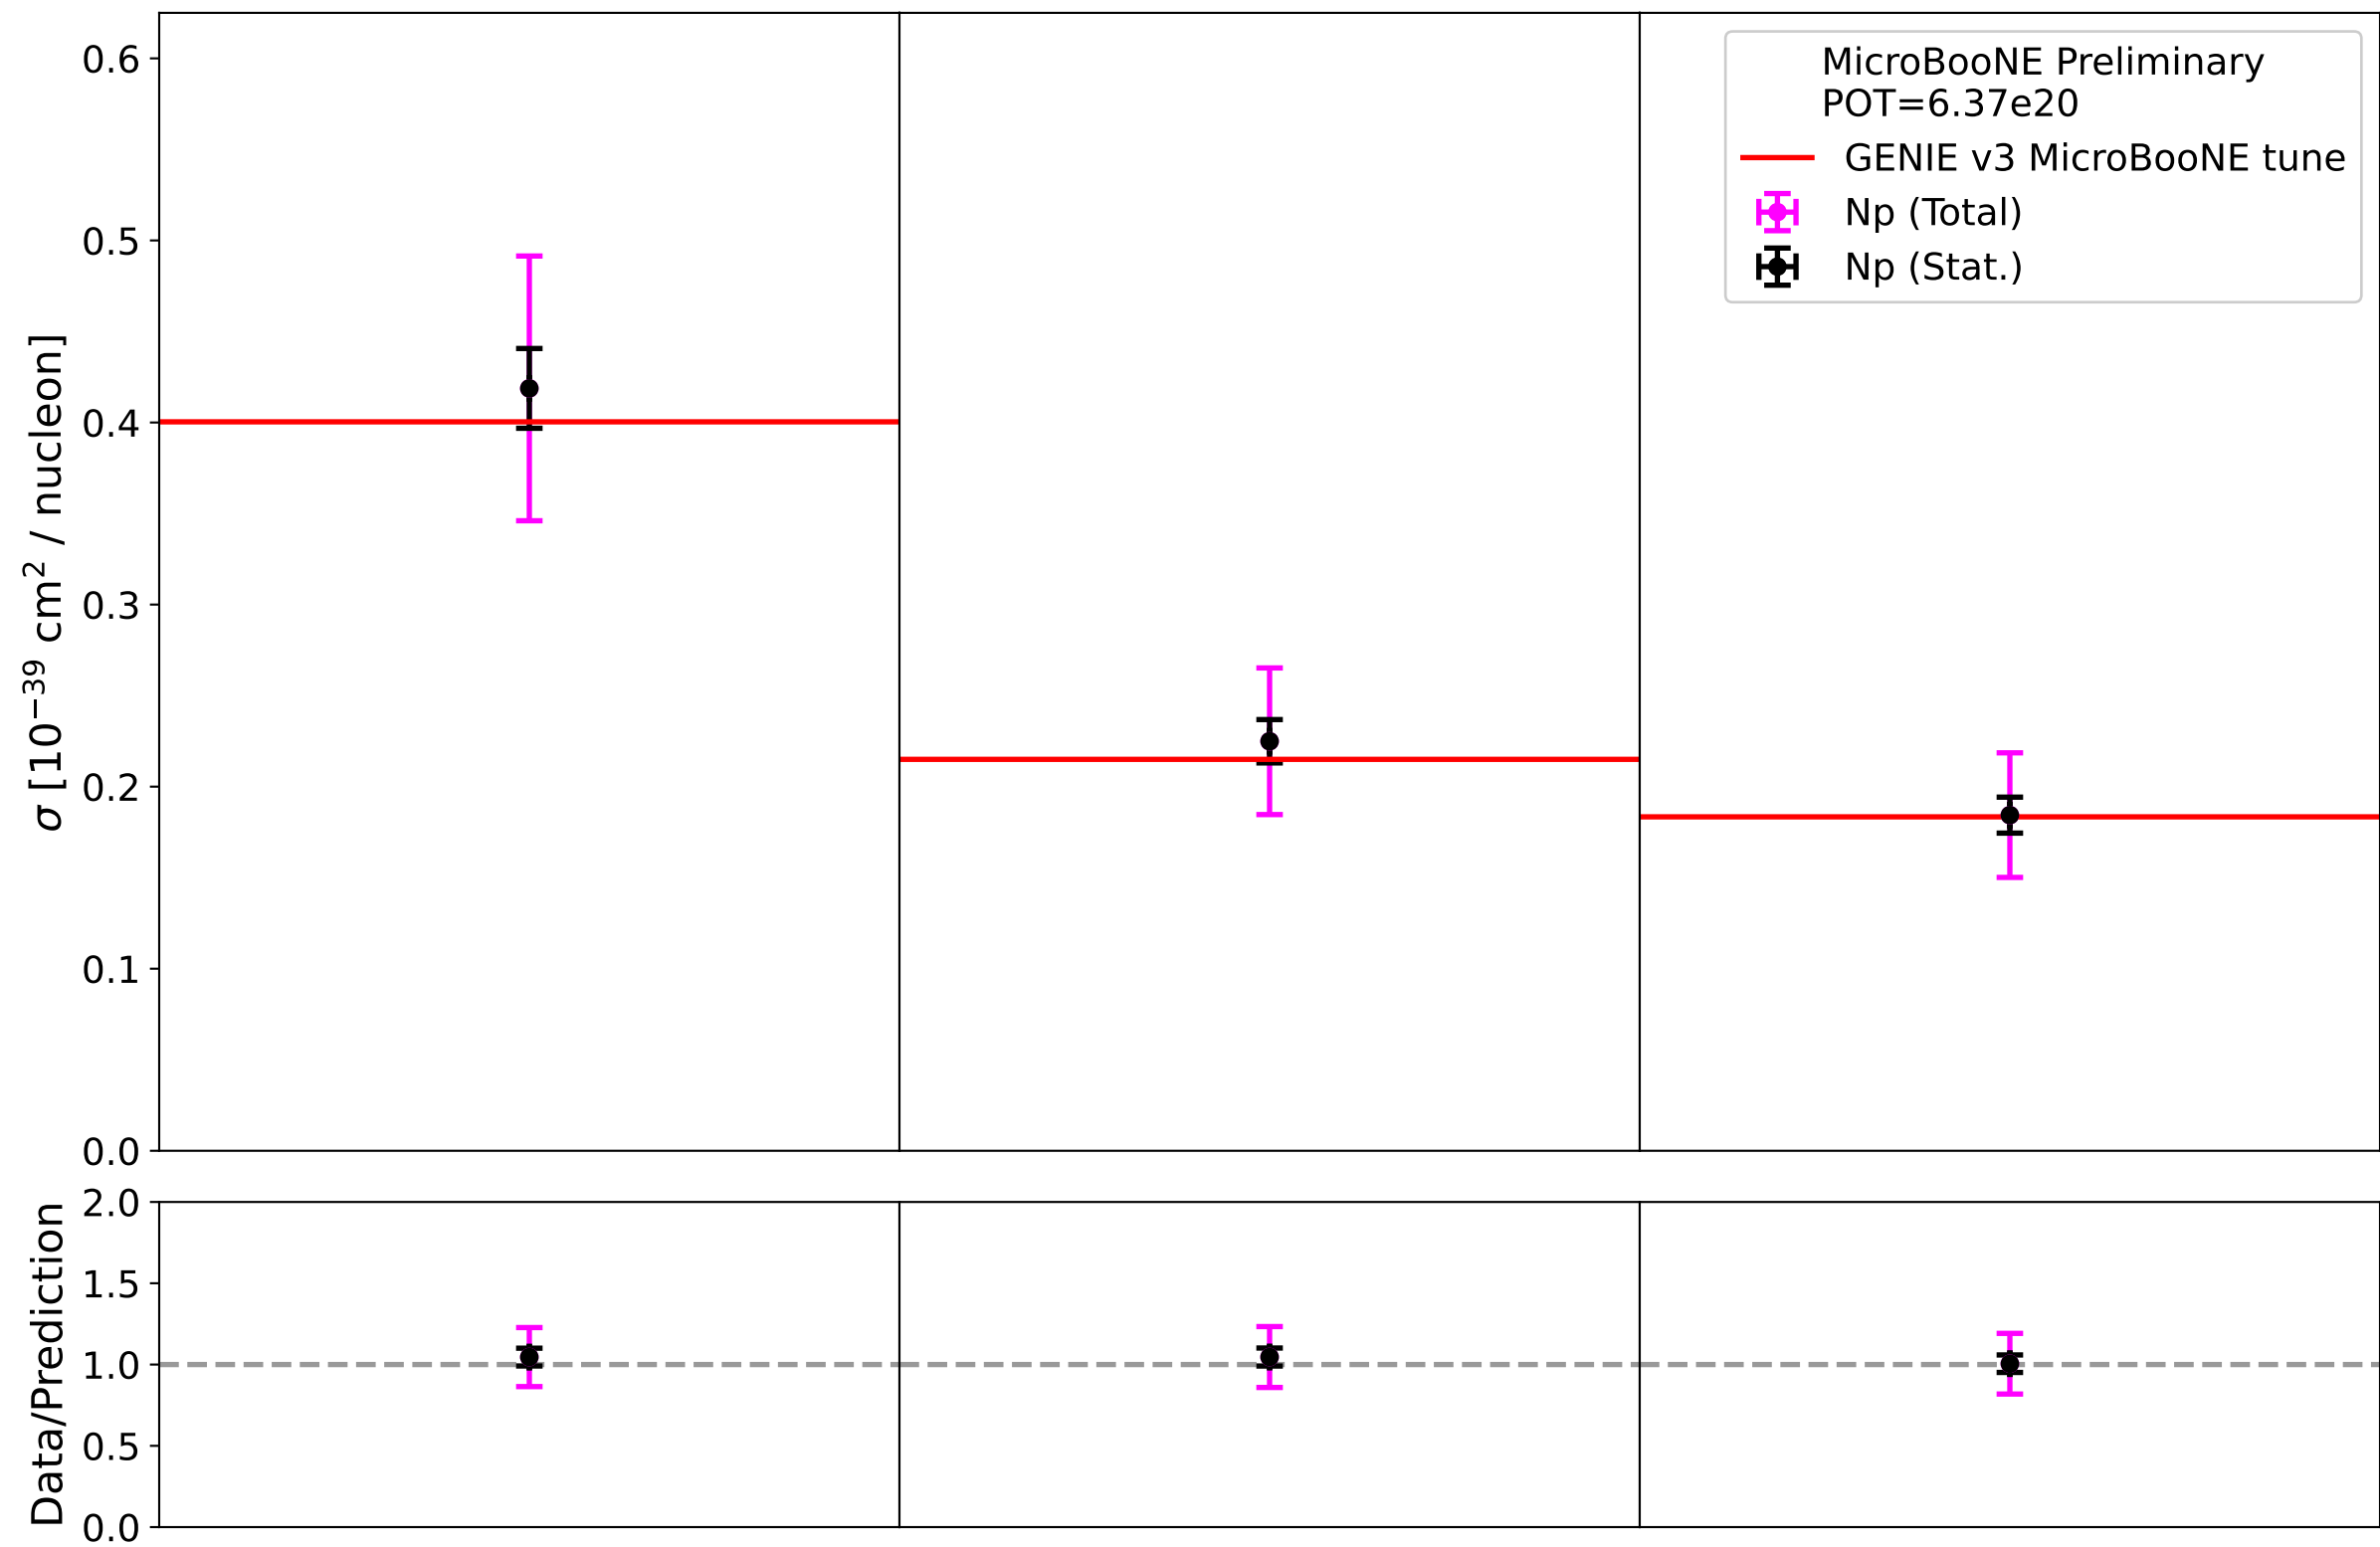 MicroBooNE Preliminary
POT=6.37e20
GENIE v3 MicroBooNE tune
Np (Total)
Np (Stat.)
σ [10⁻³⁹ cm² / nucleon]
0.6
0.5
0.4
0.3
0.2
0.1
0.0
Data/Prediction
2.0
1.5
1.0
0.5
0.0